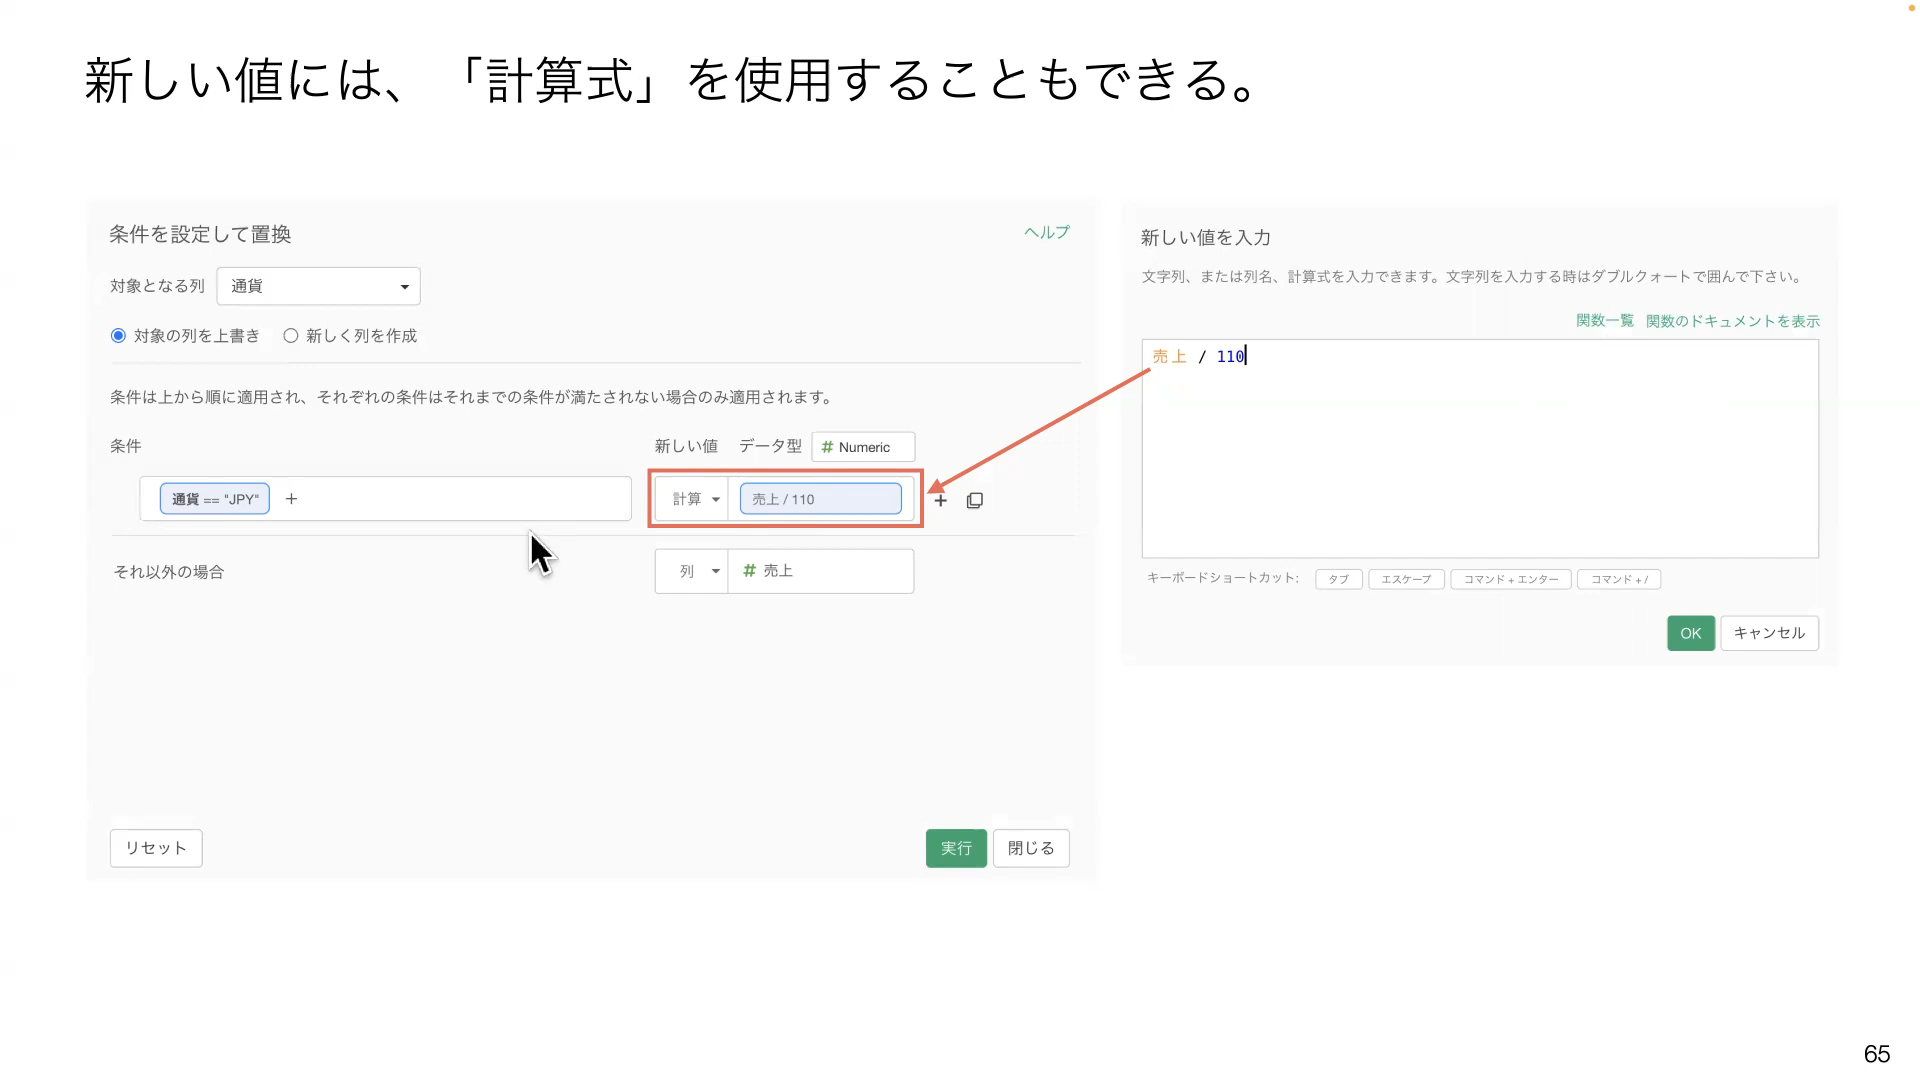 新しい値には、「計算式」を使用することもできる。
条件を設定して置換
ヘルプ
対象となる列 通貨
対象の列を上書き 新しく列を作成
条件は上から順に適用され、それぞれの条件はそれまでの条件が満たされない場合のみ適用されます。
条件 新しい値 データ型 # Numeric
通貨 == "JPY" + 計算 売上 / 110 +
それ以外の場合 列 # 売上
リセット 実行 閉じる
新しい値を入力
文字列、または列名、計算式を入力できます。文字列を入力する時はダブルクォートで囲んで下さい。
関数一覧 関数のドキュメントを表示
売上 / 110
キーボードショートカット: タブ エスケープ コマンド + エンター コマンド + /
OK キャンセル
65